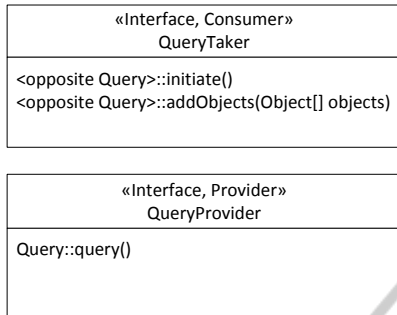 «Interface, Consumer»
QueryTaker
<opposite Query>::initiate()
<opposite Query>::addObjects(Object[] objects)
«Interface, Provider»
QueryProvider
Query::query()